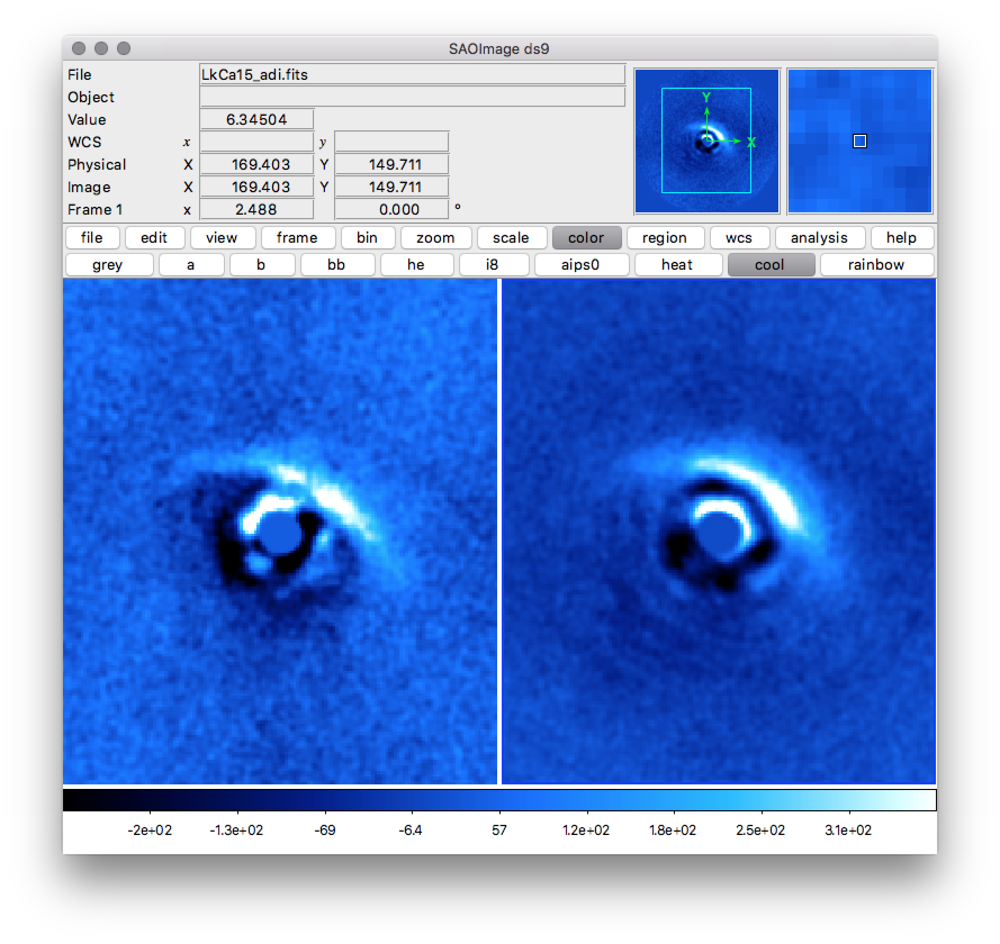 SAOImage ds9
File LkCa15_adi.fits
Object
Value 6.34504
WCS x y
Physical X 169.403 Y 149.711
Image X 169.403 Y 149.711
Frame 1 x 2.488 0.000 °
Y
X
file edit view frame bin zoom scale color region wcs analysis help
grey a b bb he i8 aips0 heat cool rainbow
-2e+02 -1.3e+02 -69 -6.4 57 1.2e+02 1.8e+02 2.5e+02 3.1e+02